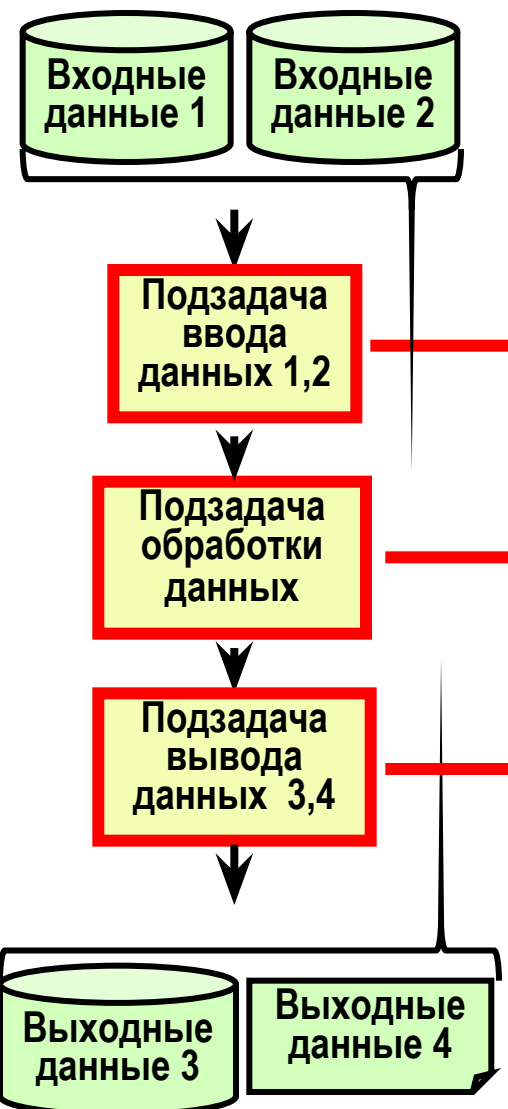 Входные
данные 1
Входные
данные 2
Подзадача
ввода
данных 1,2
Подзадача
обработки
данных
Подзадача
вывода
данных 3,4
Выходные
данные 3
Выходные
данные 4